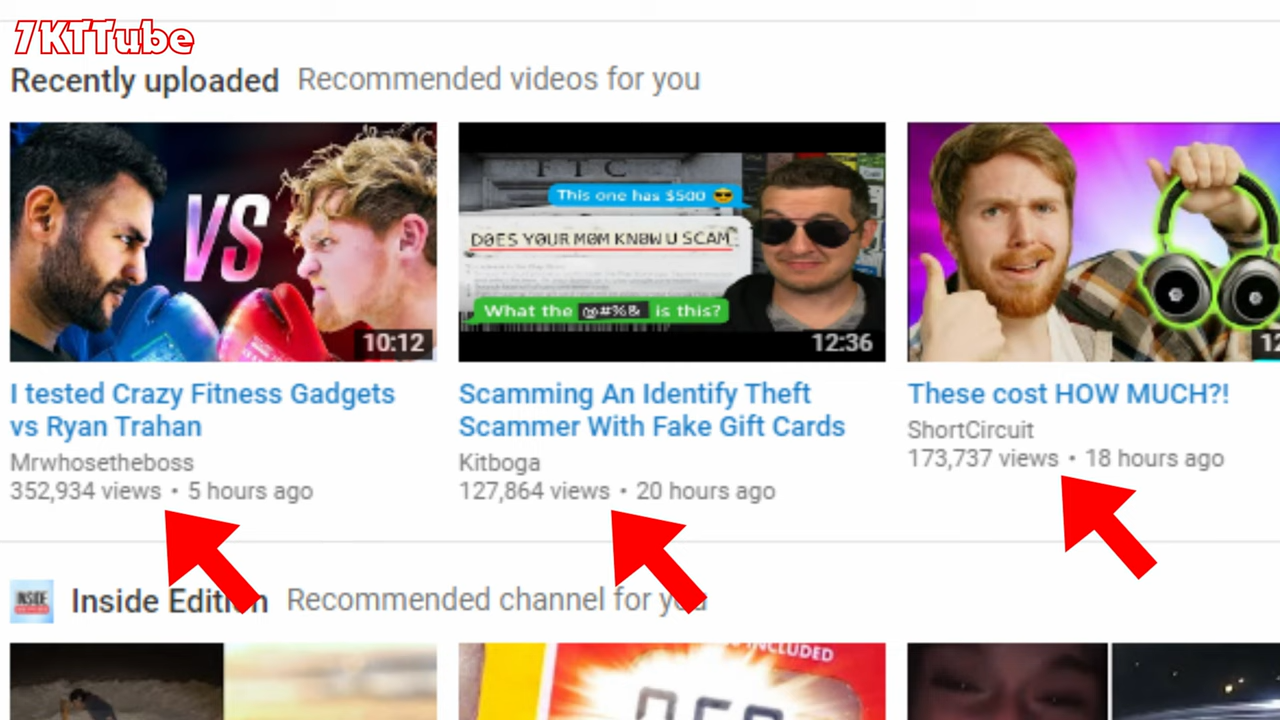 7KTTube
Recently uploaded Recommended videos for you
VS
10:12
FTC
This one has $500 😎
DOES YOUR MOM KNOW U SCAM
What the @#%& is this?
12:36
12
I tested Crazy Fitness Gadgets
vs Ryan Trahan
Mrwhosetheboss
352,934 views • 5 hours ago
Scamming An Identify Theft
Scammer With Fake Gift Cards
Kitboga
127,864 views • 20 hours ago
These cost HOW MUCH?!
ShortCircuit
173,737 views • 18 hours ago
INSIDE
Inside Edition Recommended channel for you
INCLUDED